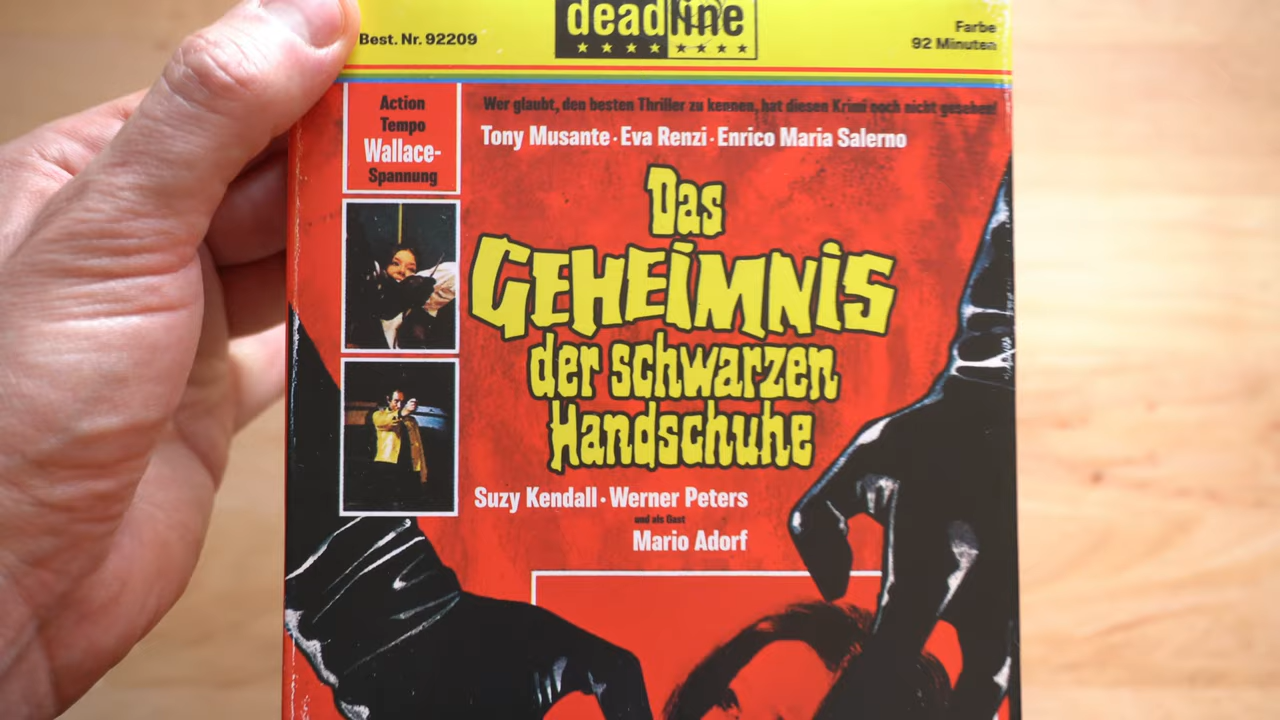 Best. Nr. 92209
deadline
Farbe
92 Minuten
Action
Tempo
Wallace-
Spannung
Wer glaubt, den besten Thriller zu kennen, hat diesen Krimi noch nicht gesehen!
Tony Musante · Eva Renzi · Enrico Maria Salerno
Das
GEHEIMNIS
der schwarzen
Handschuhe
Suzy Kendall · Werner Peters
und als Gast
Mario Adorf